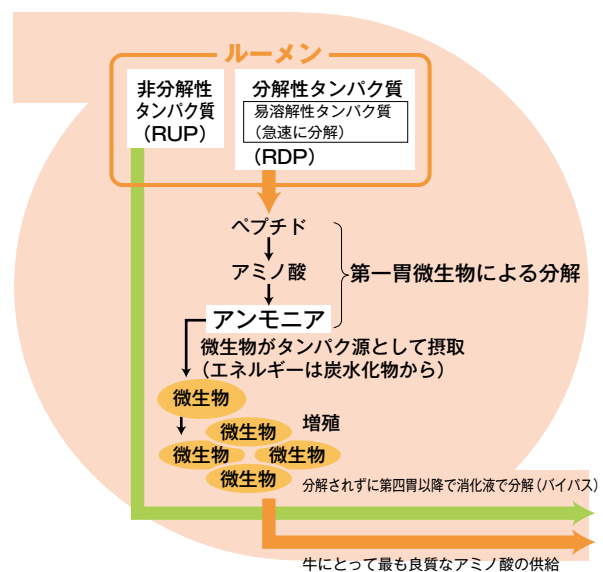 ルーメン
非分解性
タンパク質
（RUP）
分解性タンパク質
易溶解性タンパク質
（急速に分解）
（RDP）
ペプチド
アミノ酸
アンモニア
第一胃微生物による分解
微生物がタンパク源として摂取
（エネルギーは炭水化物から）
微生物
増殖
微生物
微生物
微生物
微生物
分解されずに第四胃以降で消化液で分解（バイパス）
牛にとって最も良質なアミノ酸の供給